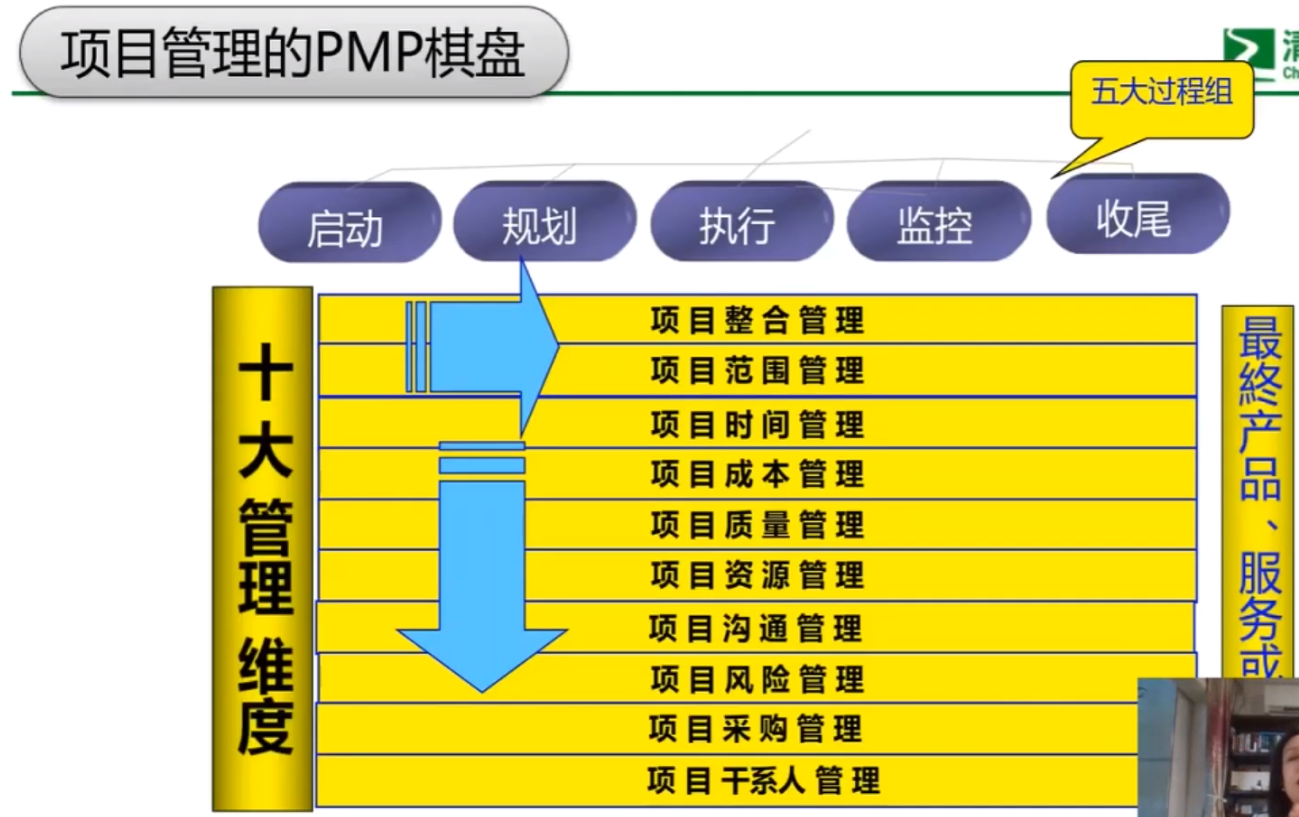 项目管理的PMP棋盘
Ch
五大过程组
启动
规划
执行
监控
收尾
十大管理维度
项目整合管理
项目范围管理
项目时间管理
项目成本管理
项目质量管理
项目资源管理
项目沟通管理
项目风险管理
项目采购管理
项目干系人管理
最終产品、服务或